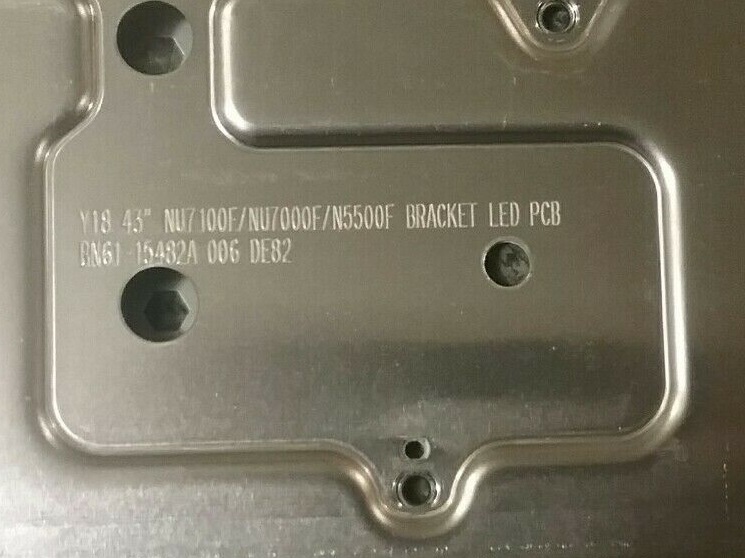 Y18 43" NU7100F/NU7000F/N5500F BRACKET LED PCB
BN61-15482A 006 DE82